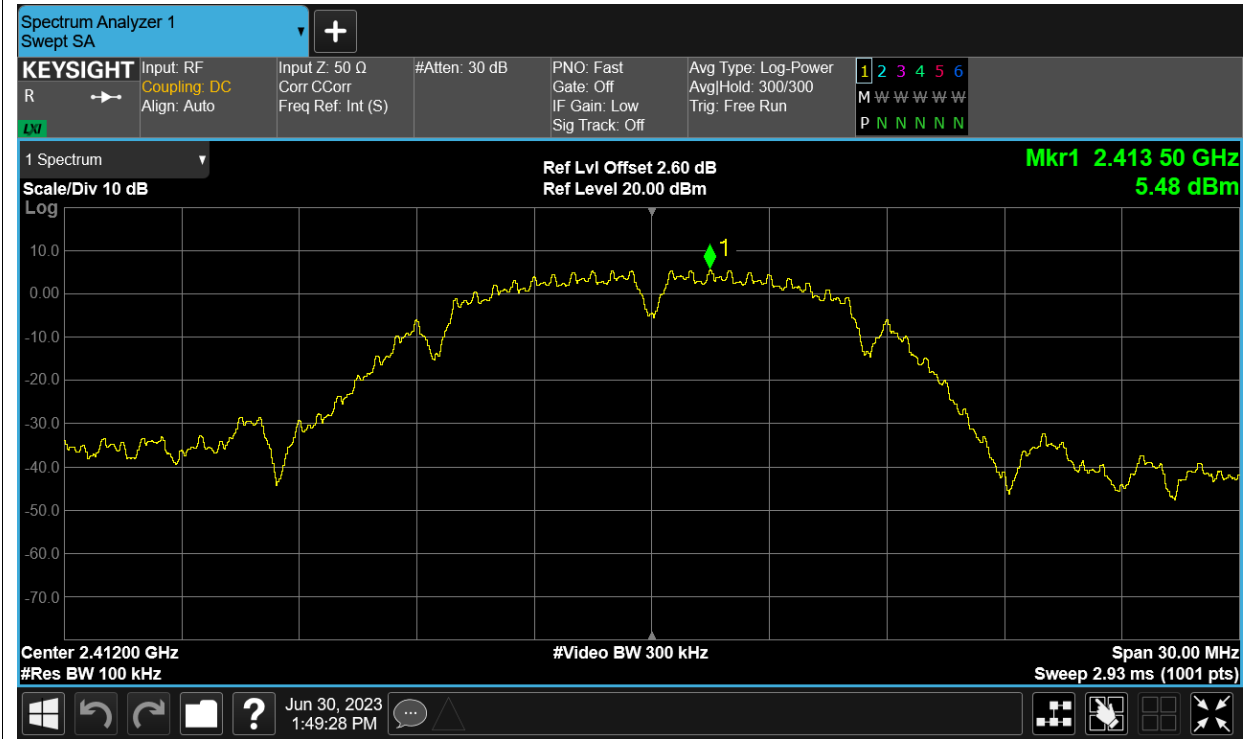 Spectrum Analyzer 1
Swept SA
▼
+
KEYSIGHT
R
LXI
Input: RF
Coupling: DC
Align: Auto
Input Z: 50 Ω
Corr CCorr
Freq Ref: Int (S)
#Atten: 30 dB
PNO: Fast
Gate: Off
IF Gain: Low
Sig Track: Off
Avg Type: Log-Power
Avg|Hold: 300/300
Trig: Free Run
1 2 3 4 5 6
M W W W W W
P N N N N N
1 Spectrum ▼
Scale/Div 10 dB
Ref Lvl Offset 2.60 dB
Ref Level 20.00 dBm
Mkr1 2.413 50 GHz
5.48 dBm
Log
10.0
0.00
-10.0
-20.0
-30.0
-40.0
-50.0
-60.0
-70.0
1
Center 2.41200 GHz
#Res BW 100 kHz
#Video BW 300 kHz
Span 30.00 MHz
Sweep 2.93 ms (1001 pts)
?
Jun 30, 2023
1:49:28 PM